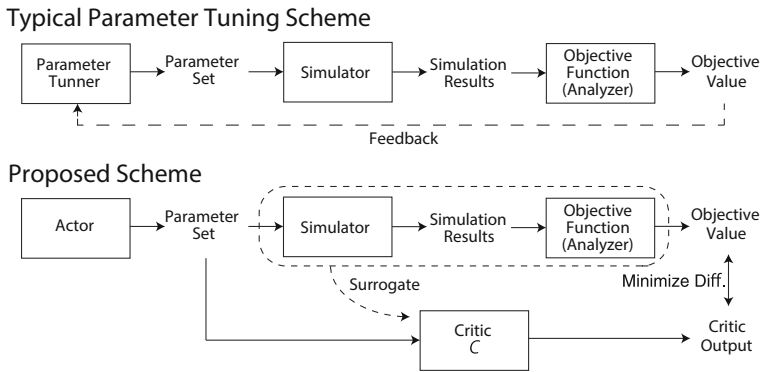 Typical Parameter Tuning Scheme
Parameter
Tunner
Parameter
Set
Simulator
Simulation
Results
Objective
Function
(Analyzer)
Objective
Value
Feedback
Proposed Scheme
Actor
Parameter
Set
Simulator
Simulation
Results
Objective
Function
(Analyzer)
Objective
Value
Surrogate
Minimize Diff.
Critic
C
Critic
Output